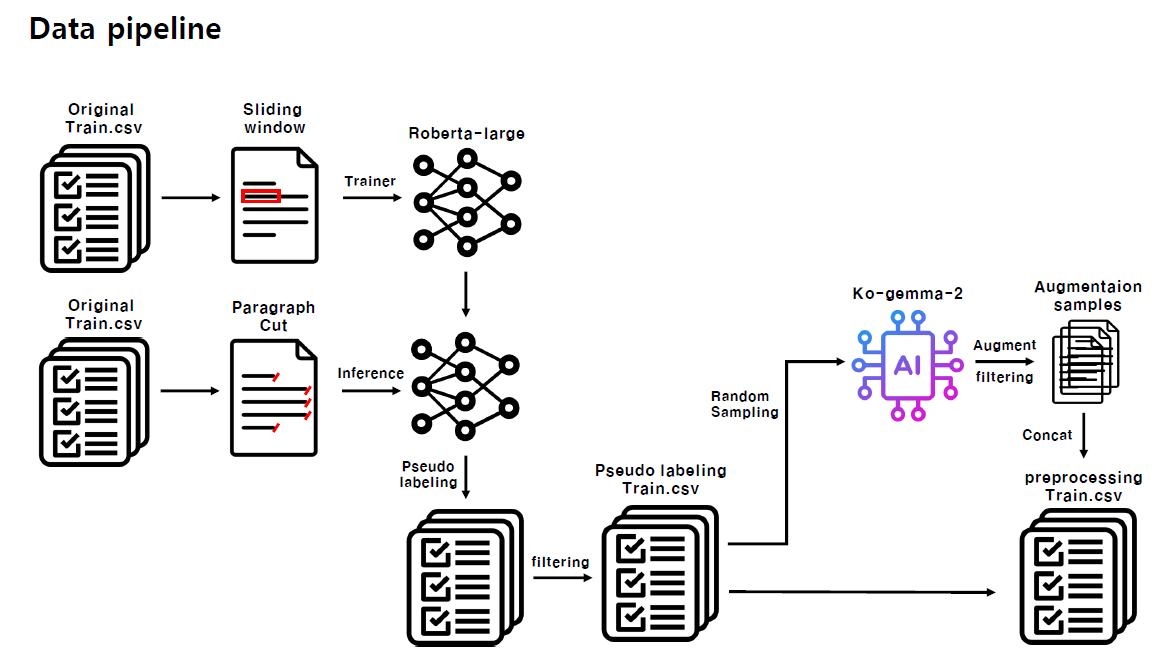 Data pipeline
Original
Train.csv
Sliding
window
Trainer
Roberta-large
Original
Train.csv
Paragraph
Cut
Inference
Pseudo
labeling
filtering
Pseudo labeling
Train.csv
Random
Sampling
Ko-gemma-2
AI
Augment
filtering
Augmentaion
samples
Concat
preprocessing
Train.csv